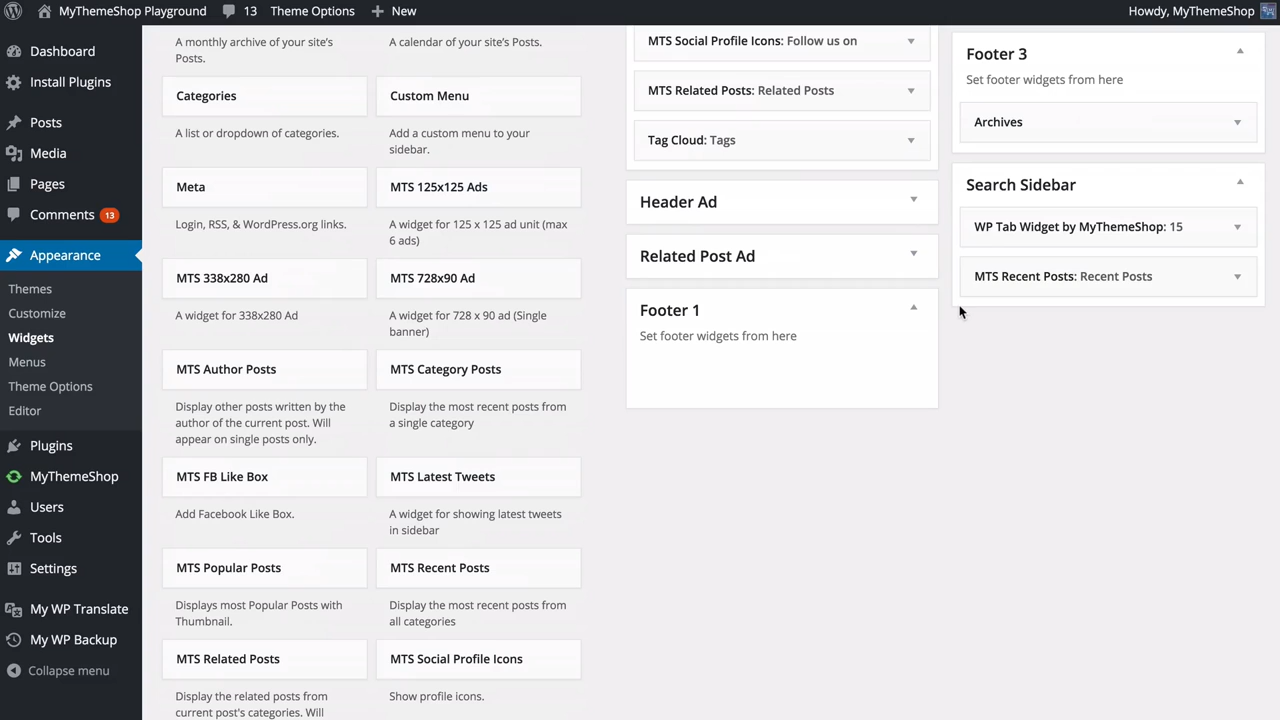 MyThemeShop Playground
13
Theme Options
New
Howdy, MyThemeShop
Dashboard
Install Plugins
Posts
Media
Pages
Comments 13
Appearance
Themes
Customize
Widgets
Menus
Theme Options
Editor
Plugins
MyThemeShop
Users
Tools
Settings
My WP Translate
My WP Backup
Collapse menu
A monthly archive of your site's
Posts.
A calendar of your site's Posts.
Categories
A list or dropdown of categories.
Custom Menu
Add a custom menu to your
sidebar.
Meta
Login, RSS, & WordPress.org links.
MTS 125x125 Ads
A widget for 125 x 125 ad unit (max
6 ads)
MTS 338x280 Ad
A widget for 338x280 Ad
MTS 728x90 Ad
A widget for 728 x 90 ad (Single
banner)
MTS Author Posts
Display other posts written by the
author of the current post. Will
appear on single posts only.
MTS Category Posts
Display the most recent posts from
a single category
MTS FB Like Box
Add Facebook Like Box.
MTS Latest Tweets
A widget for showing latest tweets
in sidebar
MTS Popular Posts
Displays most Popular Posts with
Thumbnail.
MTS Recent Posts
Display the most recent posts from
all categories
MTS Related Posts
Display the related posts from
current post's categories. Will
MTS Social Profile Icons
Show profile icons.
MTS Social Profile Icons: Follow us on
MTS Related Posts: Related Posts
Tag Cloud: Tags
Header Ad
Related Post Ad
Footer 1
Set footer widgets from here
Footer 3
Set footer widgets from here
Archives
Search Sidebar
WP Tab Widget by MyThemeShop: 15
MTS Recent Posts: Recent Posts